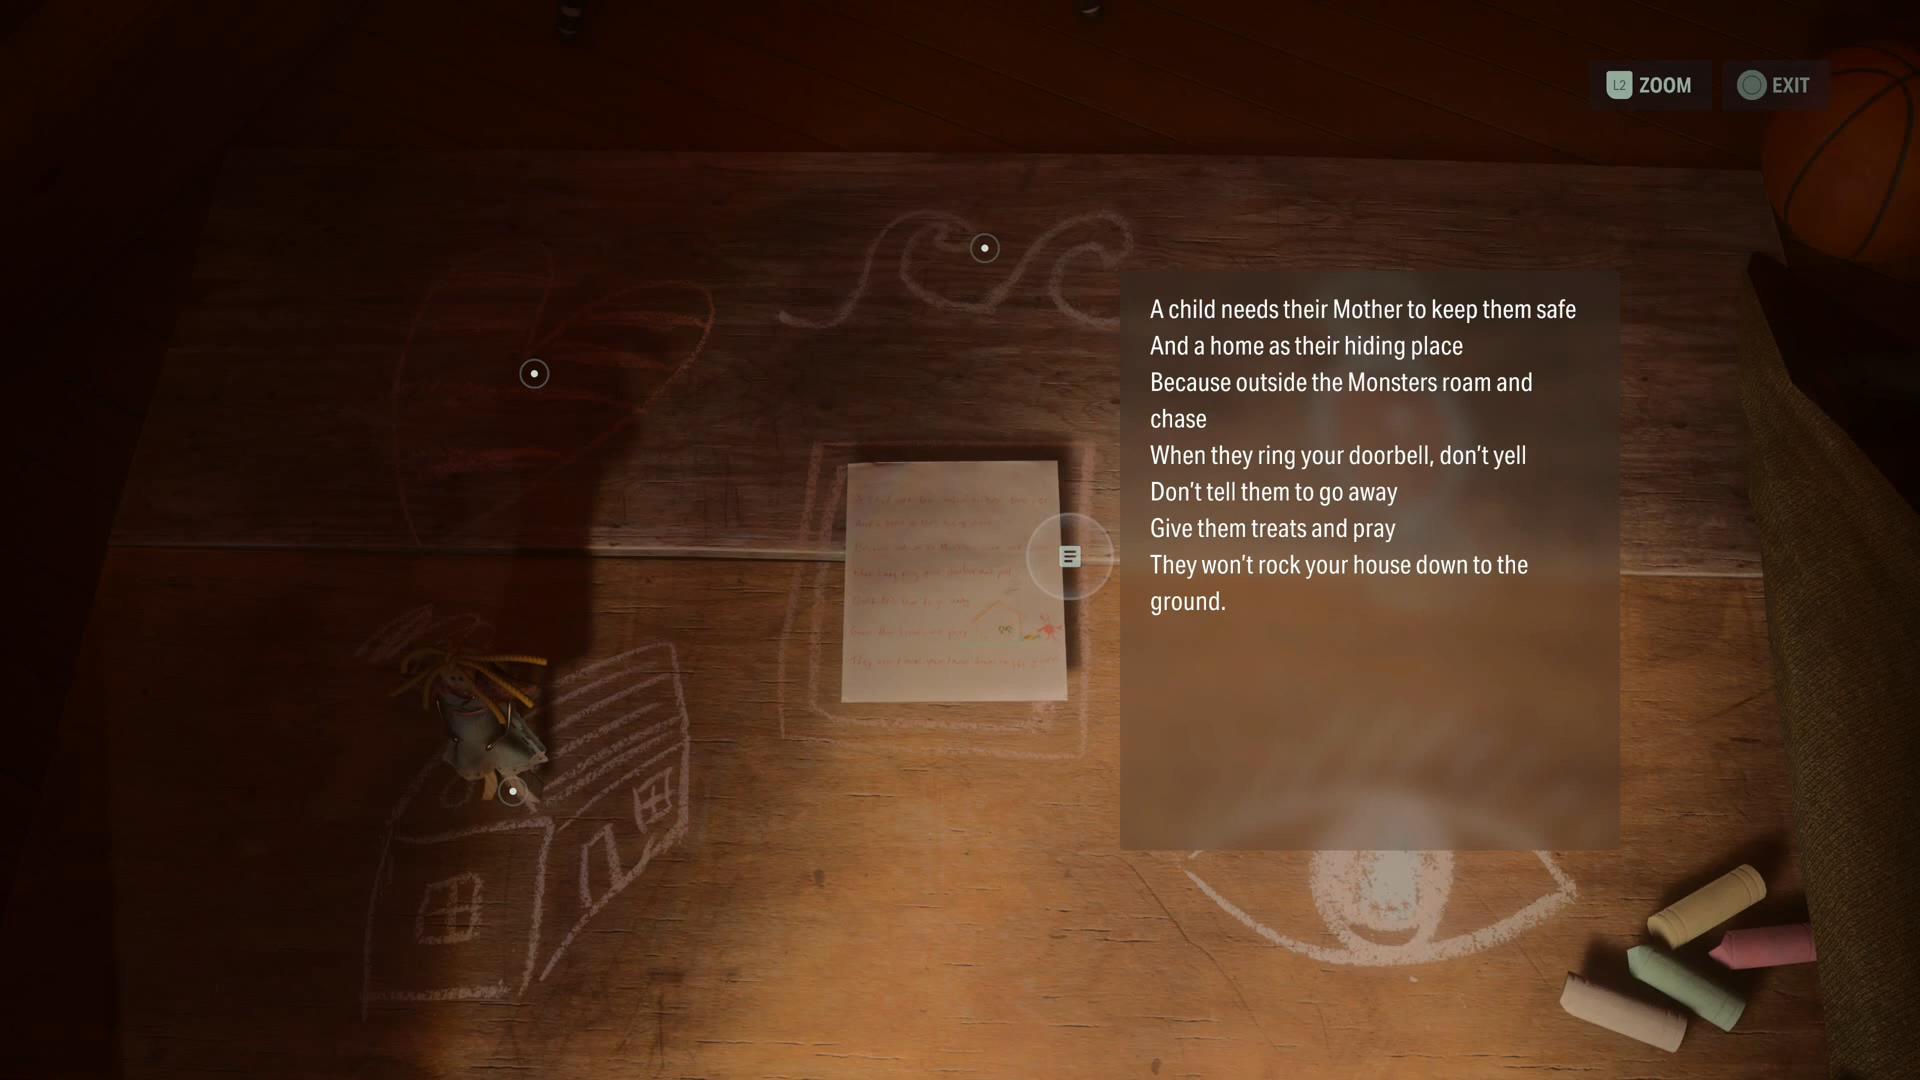 L2 ZOOM
EXIT
A child needs their Mother to keep them safe
And a home as their hiding place
Because outside the Monsters roam and
chase
When they ring your doorbell, don't yell
Don't tell them to go away
Give them treats and pray
They won't rock your house down to the
ground.